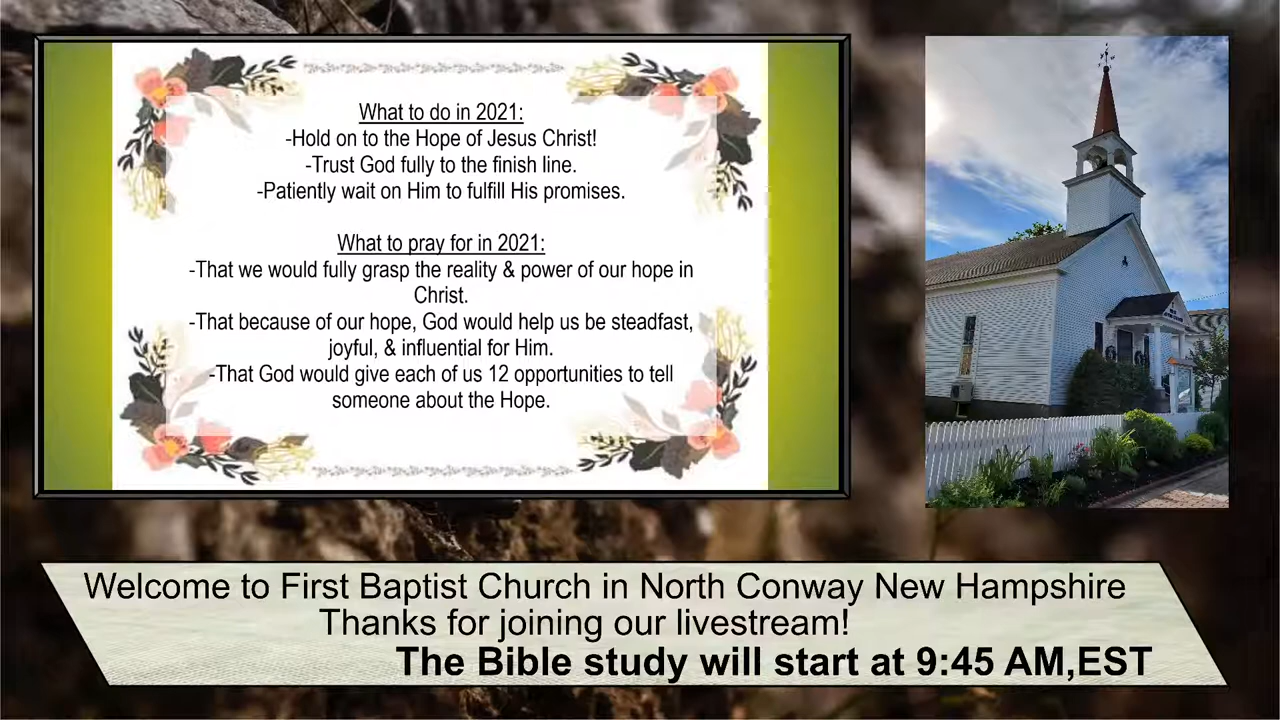 What to do in 2021:
-Hold on to the Hope of Jesus Christ!
-Trust God fully to the finish line.
-Patiently wait on Him to fulfill His promises.
What to pray for in 2021:
-That we would fully grasp the reality & power of our hope in
Christ.
-That because of our hope, God would help us be steadfast,
joyful, & influential for Him.
-That God would give each of us 12 opportunities to tell
someone about the Hope.
Welcome to First Baptist Church in North Conway New Hampshire
Thanks for joining our livestream!
The Bible study will start at 9:45 AM,EST